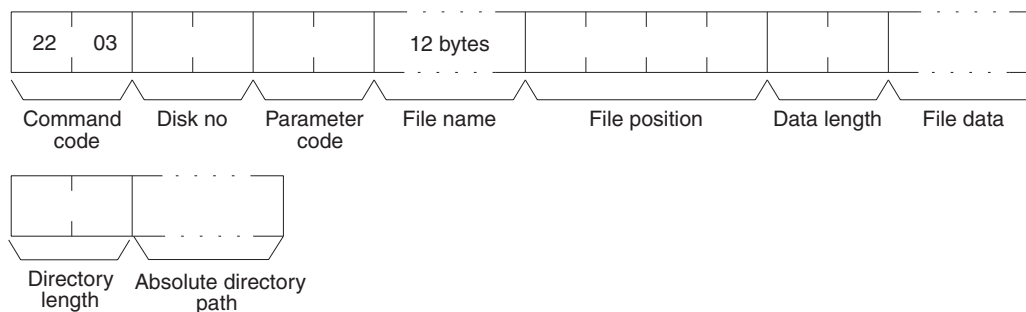 22 03 12 bytes
Command code Disk no Parameter code File name File position Data length File data
Directory length Absolute directory path